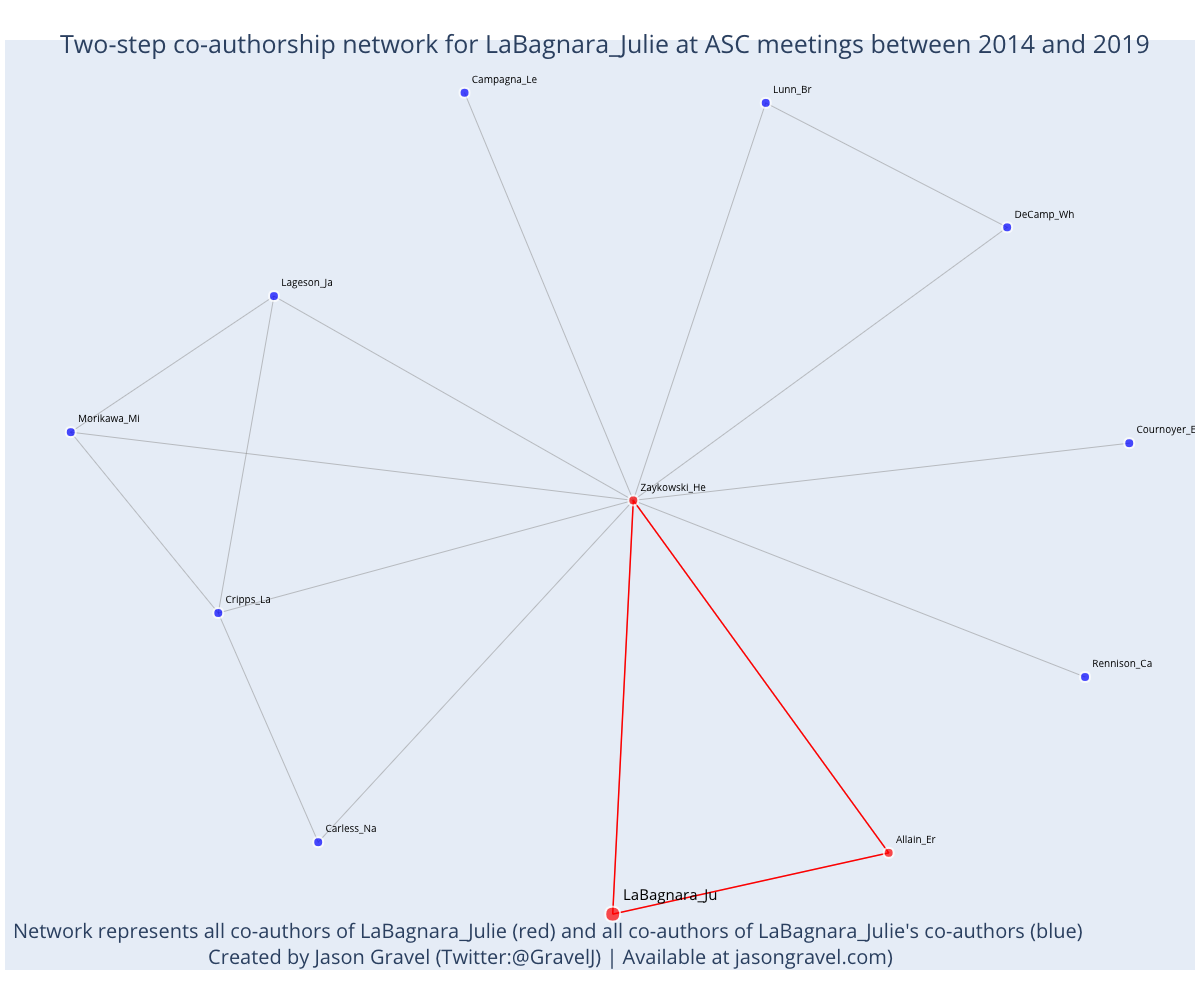 Two-step co-authorship network for LaBagnara_Julie at ASC meetings between 2014 and 2019
Campagna_Le
Lunn_Br
DeCamp_Wh
Lageson_Ja
Morikawa_Mi
Cournoyer_
Zaykowski_He
Cripps_La
Rennison_Ca
Carless_Na
Allain_Er
LaBagnara_Ju
Network represents all co-authors of LaBagnara_Julie (red) and all co-authors of LaBagnara_Julie's co-authors (blue)
Created by Jason Gravel (Twitter:@GravelJ) | Available at jasongravel.com)